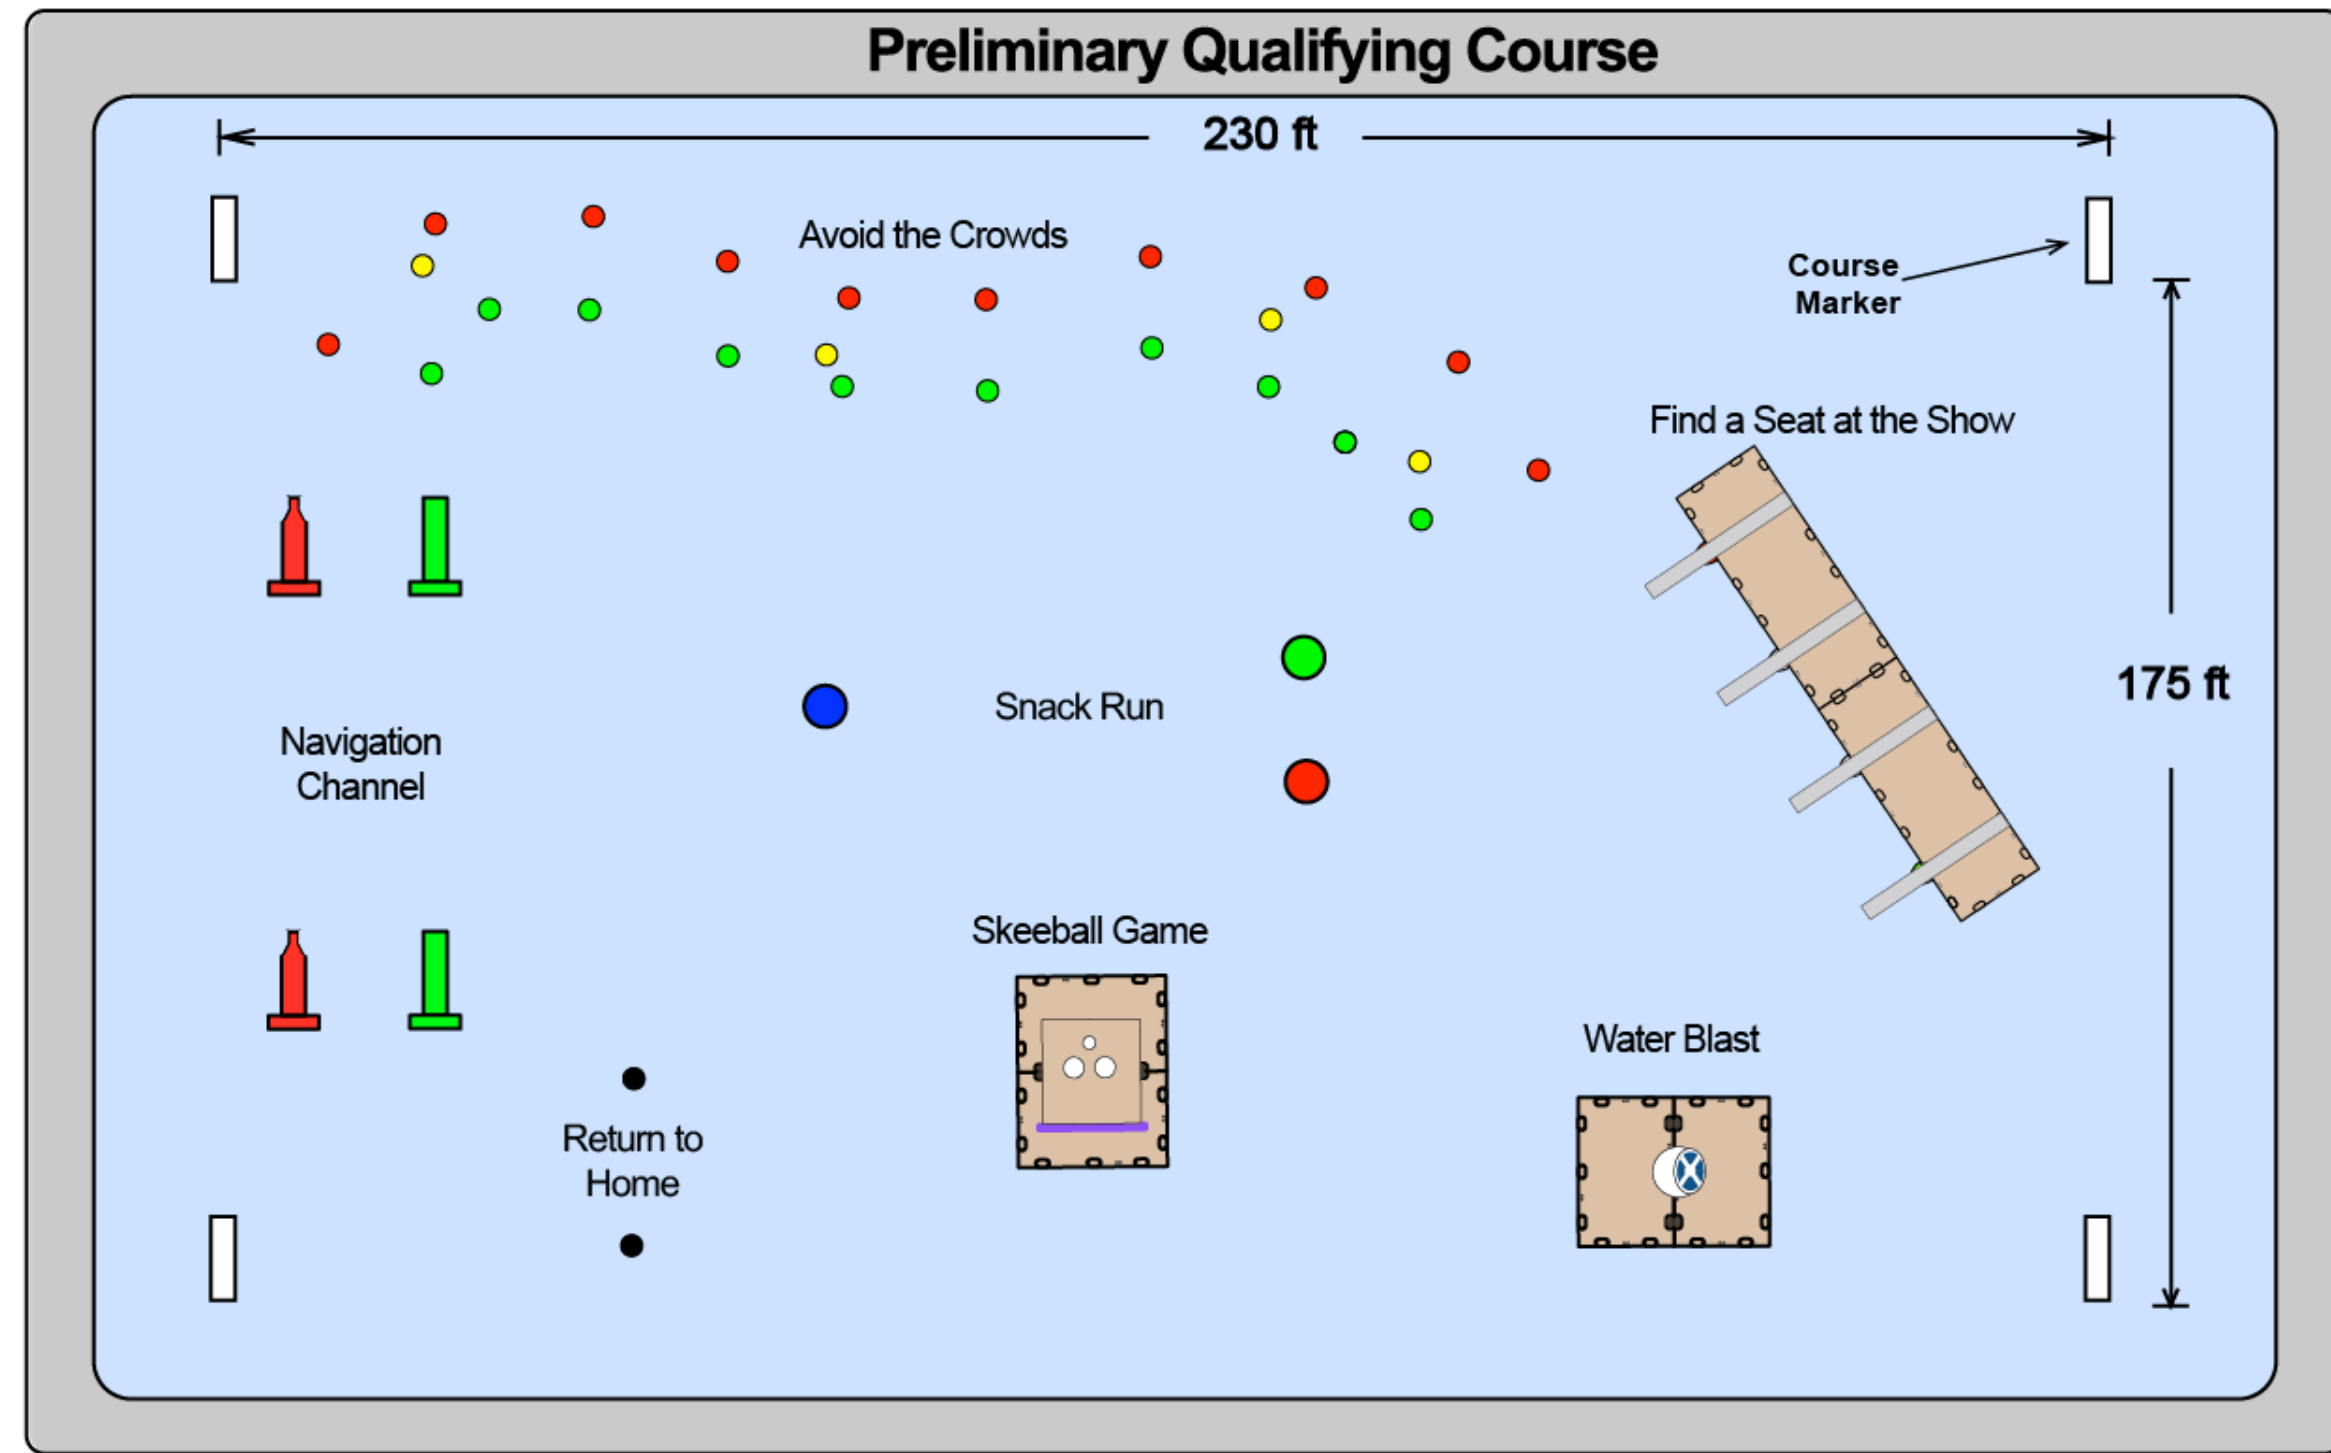 Preliminary Qualifying Course
230 ft
Avoid the Crowds
Course
Marker
Find a Seat at the Show
175 ft
Snack Run
Navigation
Channel
Skeeball Game
Water Blast
Return to
Home